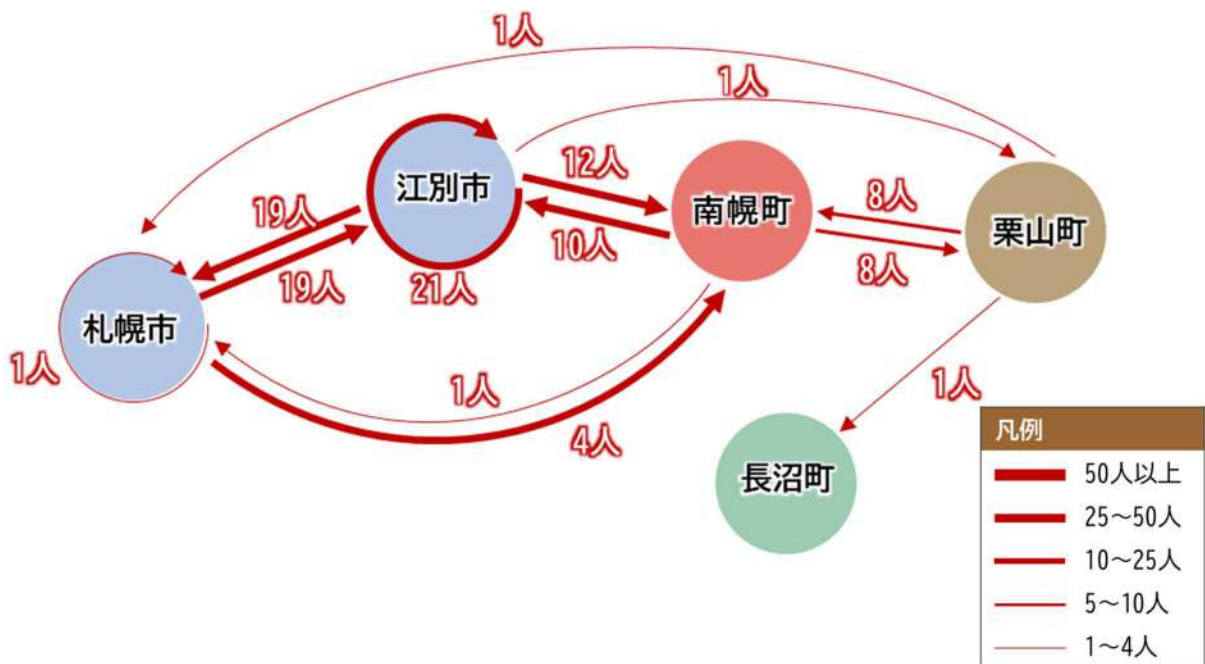 1人
1人
江別市
12人
南幌町
8人
栗山町
19人
10人
8人
19人
21人
札幌市
1人
1人
4人
1人
長沼町
凡例
50人以上
25～50人
10～25人
5～10人
1～4人